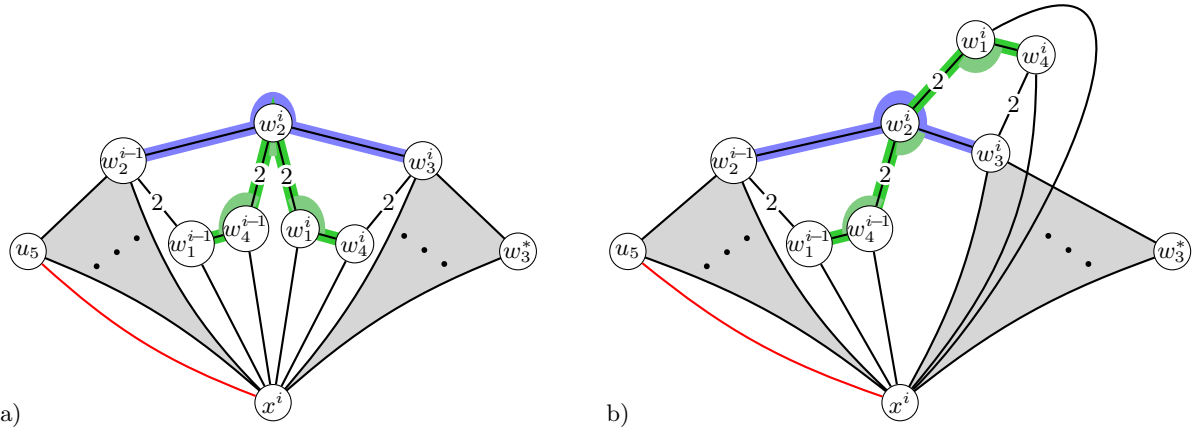 w_1^i
w_4^i
2
2
w_2^i w_2^i
w_2^{i-1} w_3^i w_2^{i-1} w_3^i
2 2 2
2 2 2
w_1^{i-1} w_4^{i-1} w_1^i w_4^i w_1^{i-1} w_4^{i-1}
u_5 w_3^* u_5 w_3^*
x^i x^i
a) b)